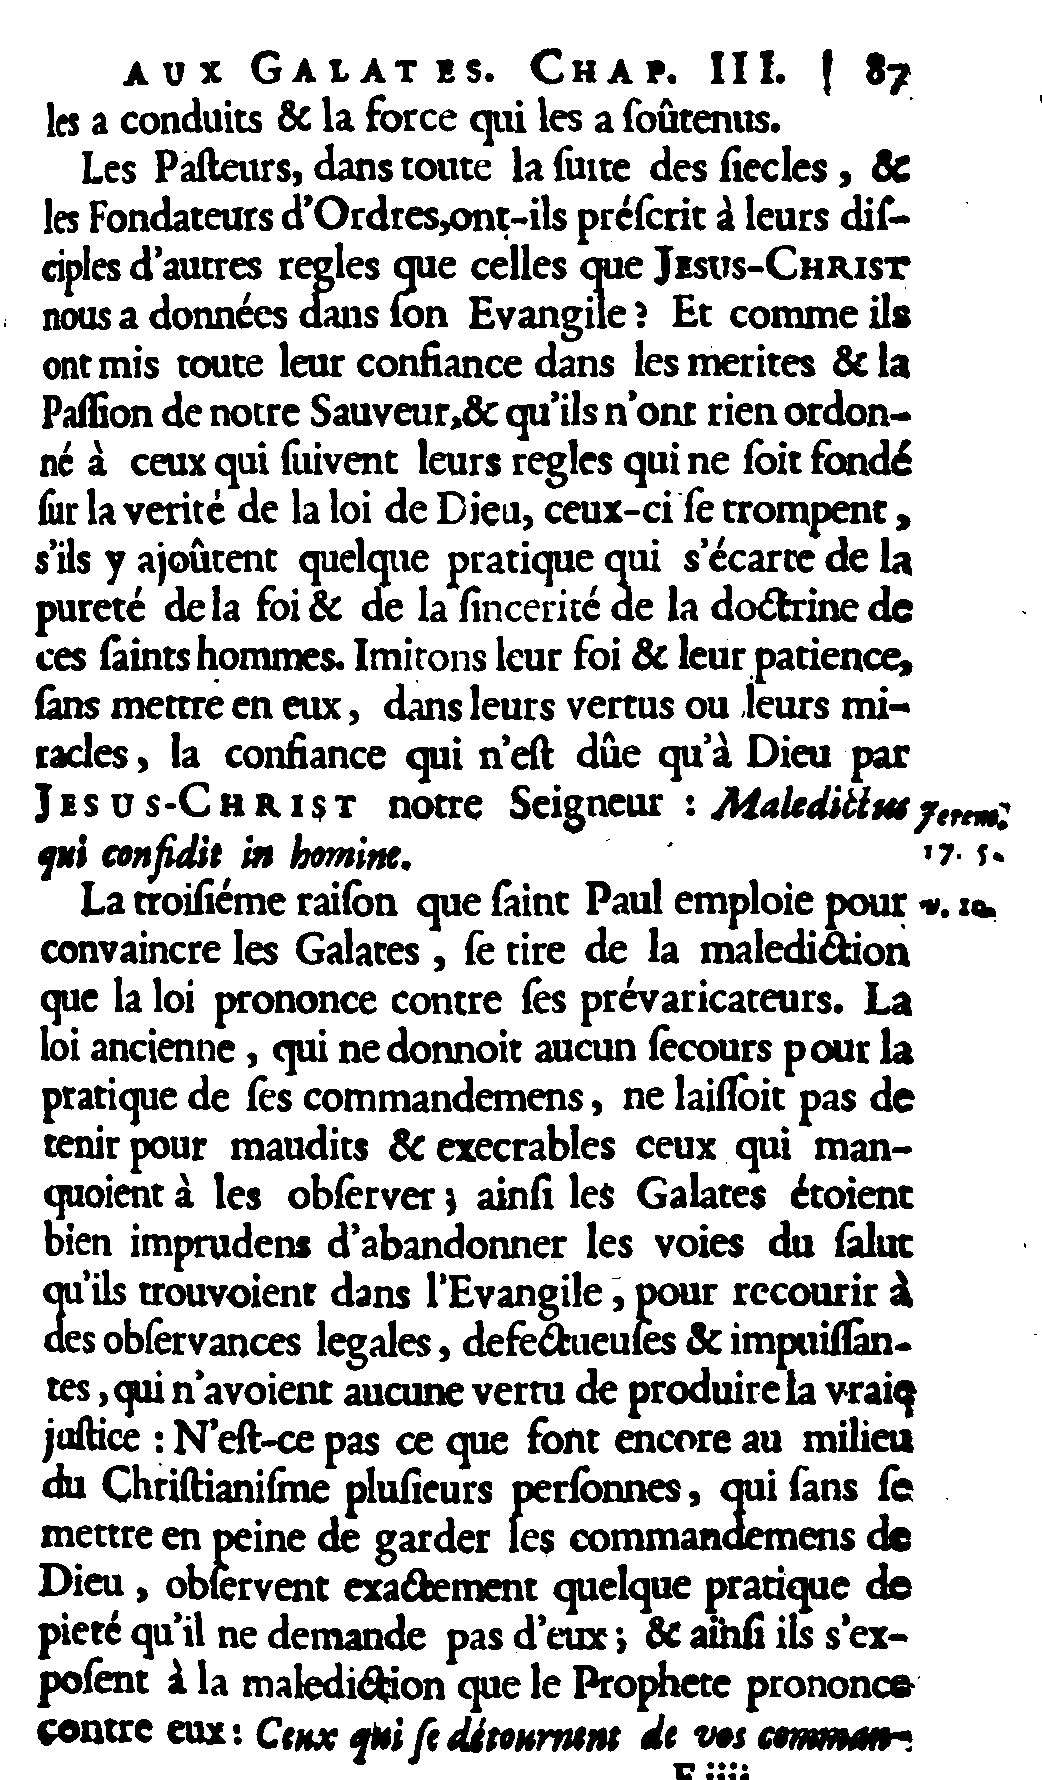 AUX GALATES. CHAP. III. 87
les a conduits & la force qui les a ſoûtenus.
Les Paſteurs, dans toute la ſuite des ſiecles, &
les Fondateurs d'Ordres, ont-ils préſcrit à leurs diſ-
ciples d'autres regles que celles que JESUS-CHRIST
nous a données dans ſon Evangile? Et comme ils
ont mis toute leur confiance dans les merites & la
Paſſion de notre Sauveur, & qu'ils n'ont rien ordon-
né à ceux qui ſuivent leurs regles qui ne ſoit fondé
ſur la verité de la loi de Dieu, ceux-ci ſe trompent,
s'ils y ajoûtent quelque pratique qui s'écarte de la
pureté de la foi & de la ſincerité de la doctrine de
ces ſaints hommes. Imitons leur foi & leur patience,
ſans mettre en eux, dans leurs vertus ou leurs mi-
racles, la confiance qui n'eſt dûe qu'à Dieu par
JESUS-CHRIST notre Seigneur : Maledictus Jerem.
qui confidit in homine. 17. 5.
La troiſiéme raiſon que ſaint Paul emploie pour v. 10.
convaincre les Galates, ſe tire de la malediction
que la loi prononce contre ſes prévaricateurs. La
loi ancienne, qui ne donnoit aucun ſecours pour la
pratique de ſes commandemens, ne laiſſoit pas de
tenir pour maudits & execrables ceux qui man-
quoient à les obſerver; ainſi les Galates étoient
bien imprudens d'abandonner les voies du ſalut
qu'ils trouvoient dans l'Evangile, pour recourir à
des obſervances legales, defectueuſes & impuiſſan-
tes, qui n'avoient aucune vertu de produire la vraie
juſtice : N'eſt-ce pas ce que font encore au milieu
du Chriſtianiſme pluſieurs perſonnes, qui ſans ſe
mettre en peine de garder les commandemens de
Dieu, obſervent exactement quelque pratique de
pieté qu'il ne demande pas d'eux; & ainſi ils s'ex-
poſent à la malediction que le Prophete prononce
contre eux : Ceux qui ſe détournent de vos comman-
F iiij